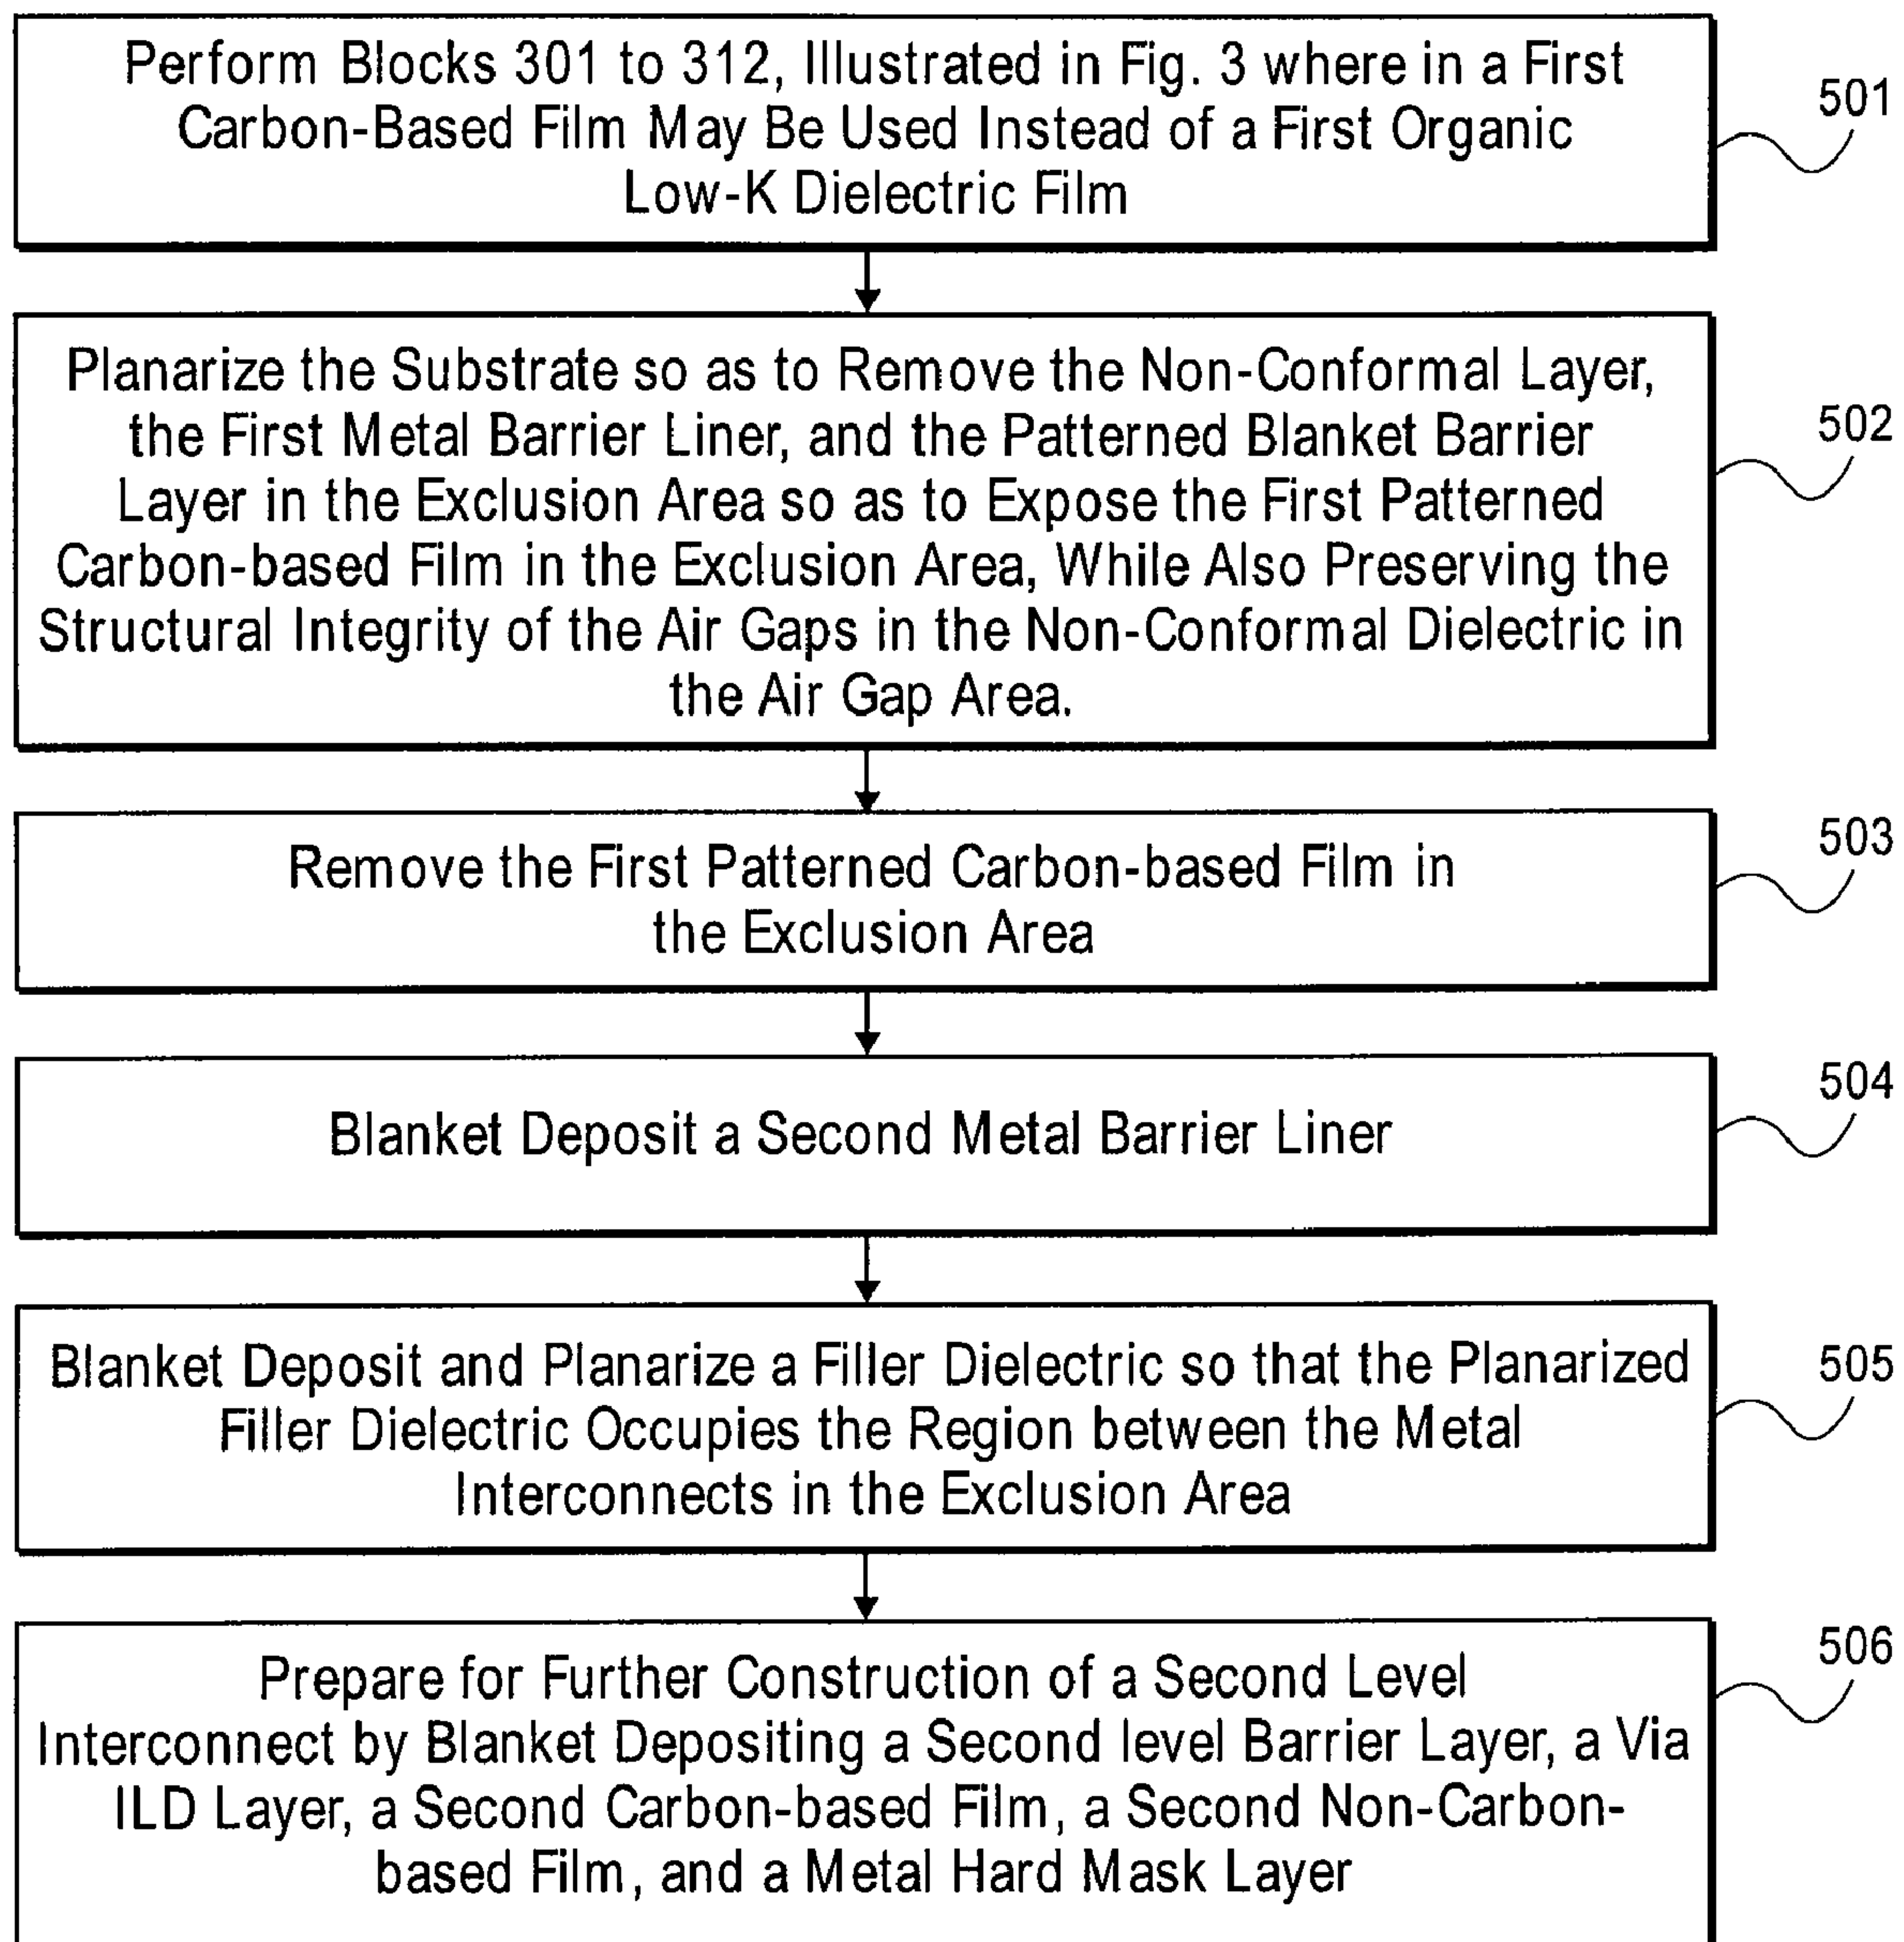 Perform Blocks 301 to 312, Illustrated in Fig. 3 where in a First
Carbon-Based Film May Be Used Instead of a First Organic
Low-K Dielectric Film
501
Planarize the Substrate so as to Remove the Non-Conformal Layer,
the First Metal Barrier Liner, and the Patterned Blanket Barrier
Layer in the Exclusion Area so as to Expose the First Patterned
Carbon-based Film in the Exclusion Area, While Also Preserving the
Structural Integrity of the Air Gaps in the Non-Conformal Dielectric in
the Air Gap Area.
502
Remove the First Patterned Carbon-based Film in
the Exclusion Area
503
Blanket Deposit a Second Metal Barrier Liner
504
Blanket Deposit and Planarize a Filler Dielectric so that the Planarized
Filler Dielectric Occupies the Region between the Metal
Interconnects in the Exclusion Area
505
Prepare for Further Construction of a Second Level
Interconnect by Blanket Depositing a Second level Barrier Layer, a Via
ILD Layer, a Second Carbon-based Film, a Second Non-Carbon-
based Film, and a Metal Hard Mask Layer
506